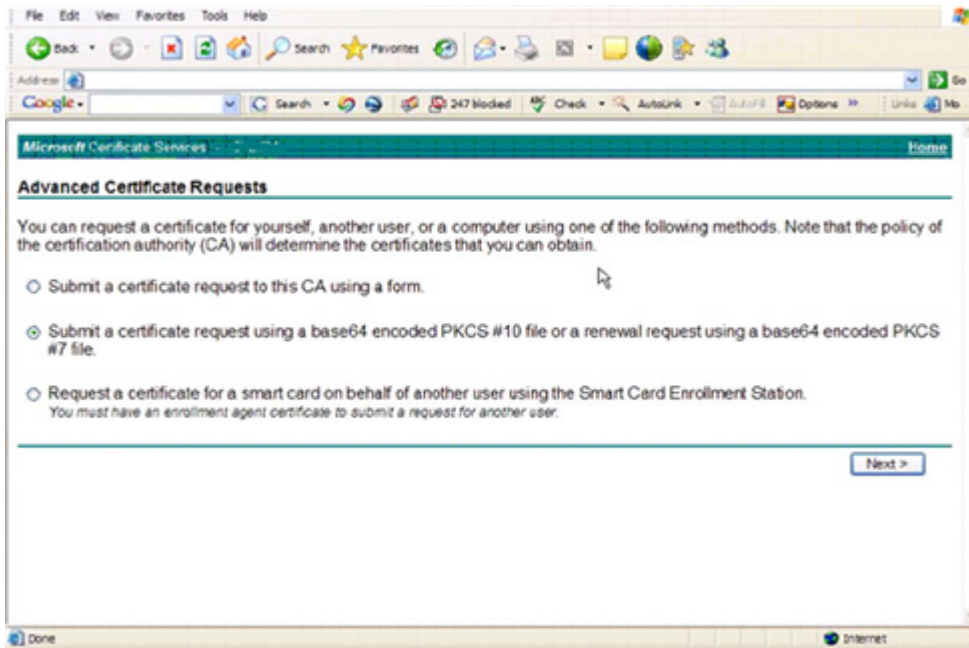 File Edit View Favorites Tools Help
Back Search Favorites
Address Go
Google Search 247 blocked Check AutoLink AutoFill Options » Links
Microsoft Certificate Services - Home
Advanced Certificate Requests
You can request a certificate for yourself, another user, or a computer using one of the following methods. Note that the policy of
the certification authority (CA) will determine the certificates that you can obtain.
Submit a certificate request to this CA using a form.
Submit a certificate request using a base64 encoded PKCS #10 file or a renewal request using a base64 encoded PKCS
#7 file.
Request a certificate for a smart card on behalf of another user using the Smart Card Enrollment Station.
You must have an enrollment agent certificate to submit a request for another user.
Next >
Done Internet